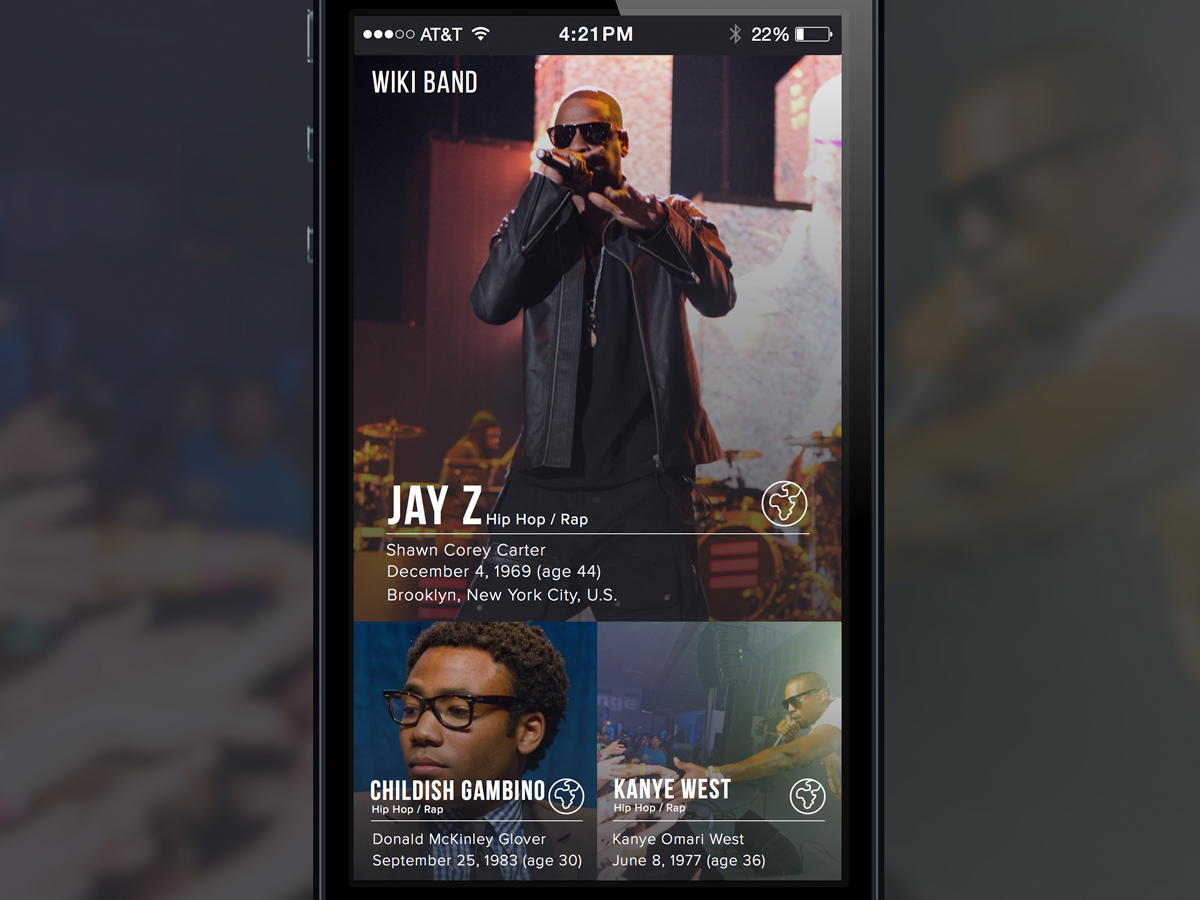 AT&T 4:21PM 22%
WIKI BAND
JAY Z Hip Hop / Rap
Shawn Corey Carter
December 4, 1969 (age 44)
Brooklyn, New York City, U.S.
CHILDISH GAMBINO
Hip Hop / Rap
Donald McKinley Glover
September 25, 1983 (age 30)
KANYE WEST
Hip Hop / Rap
Kanye Omari West
June 8, 1977 (age 36)